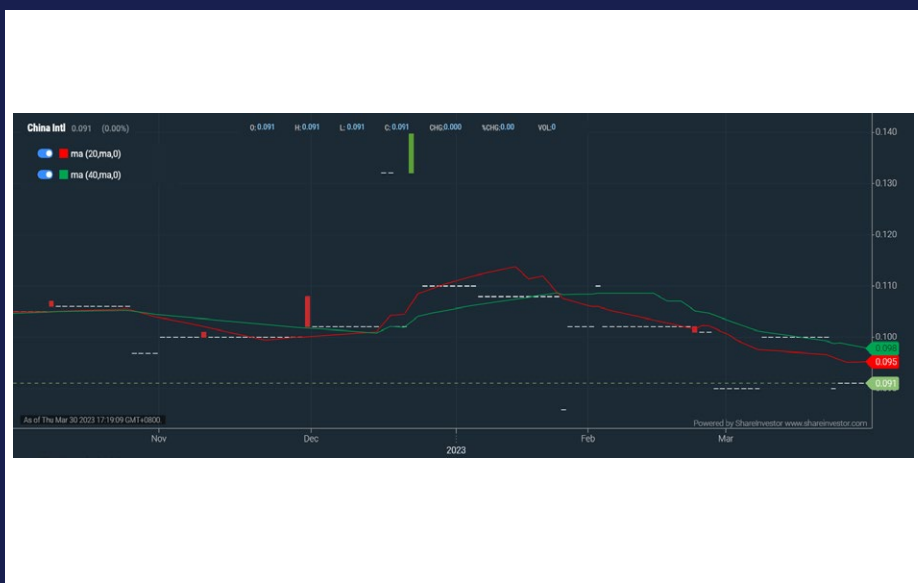 China Intl 0.091 (0.00%) O: 0.091 H: 0.091 L: 0.091 C: 0.091 CHG:0.000 %CHG:0.00 VOL:0
ma (20,ma,0)
ma (40,ma,0)
0.140
0.130
0.120
0.110
0.100
0.098
0.095
0.091
As of Thu Mar 30 2023 17:19:09 GMT+0800
Powered by ShareInvestor www.shareinvestor.com
Nov Dec Feb Mar
2023